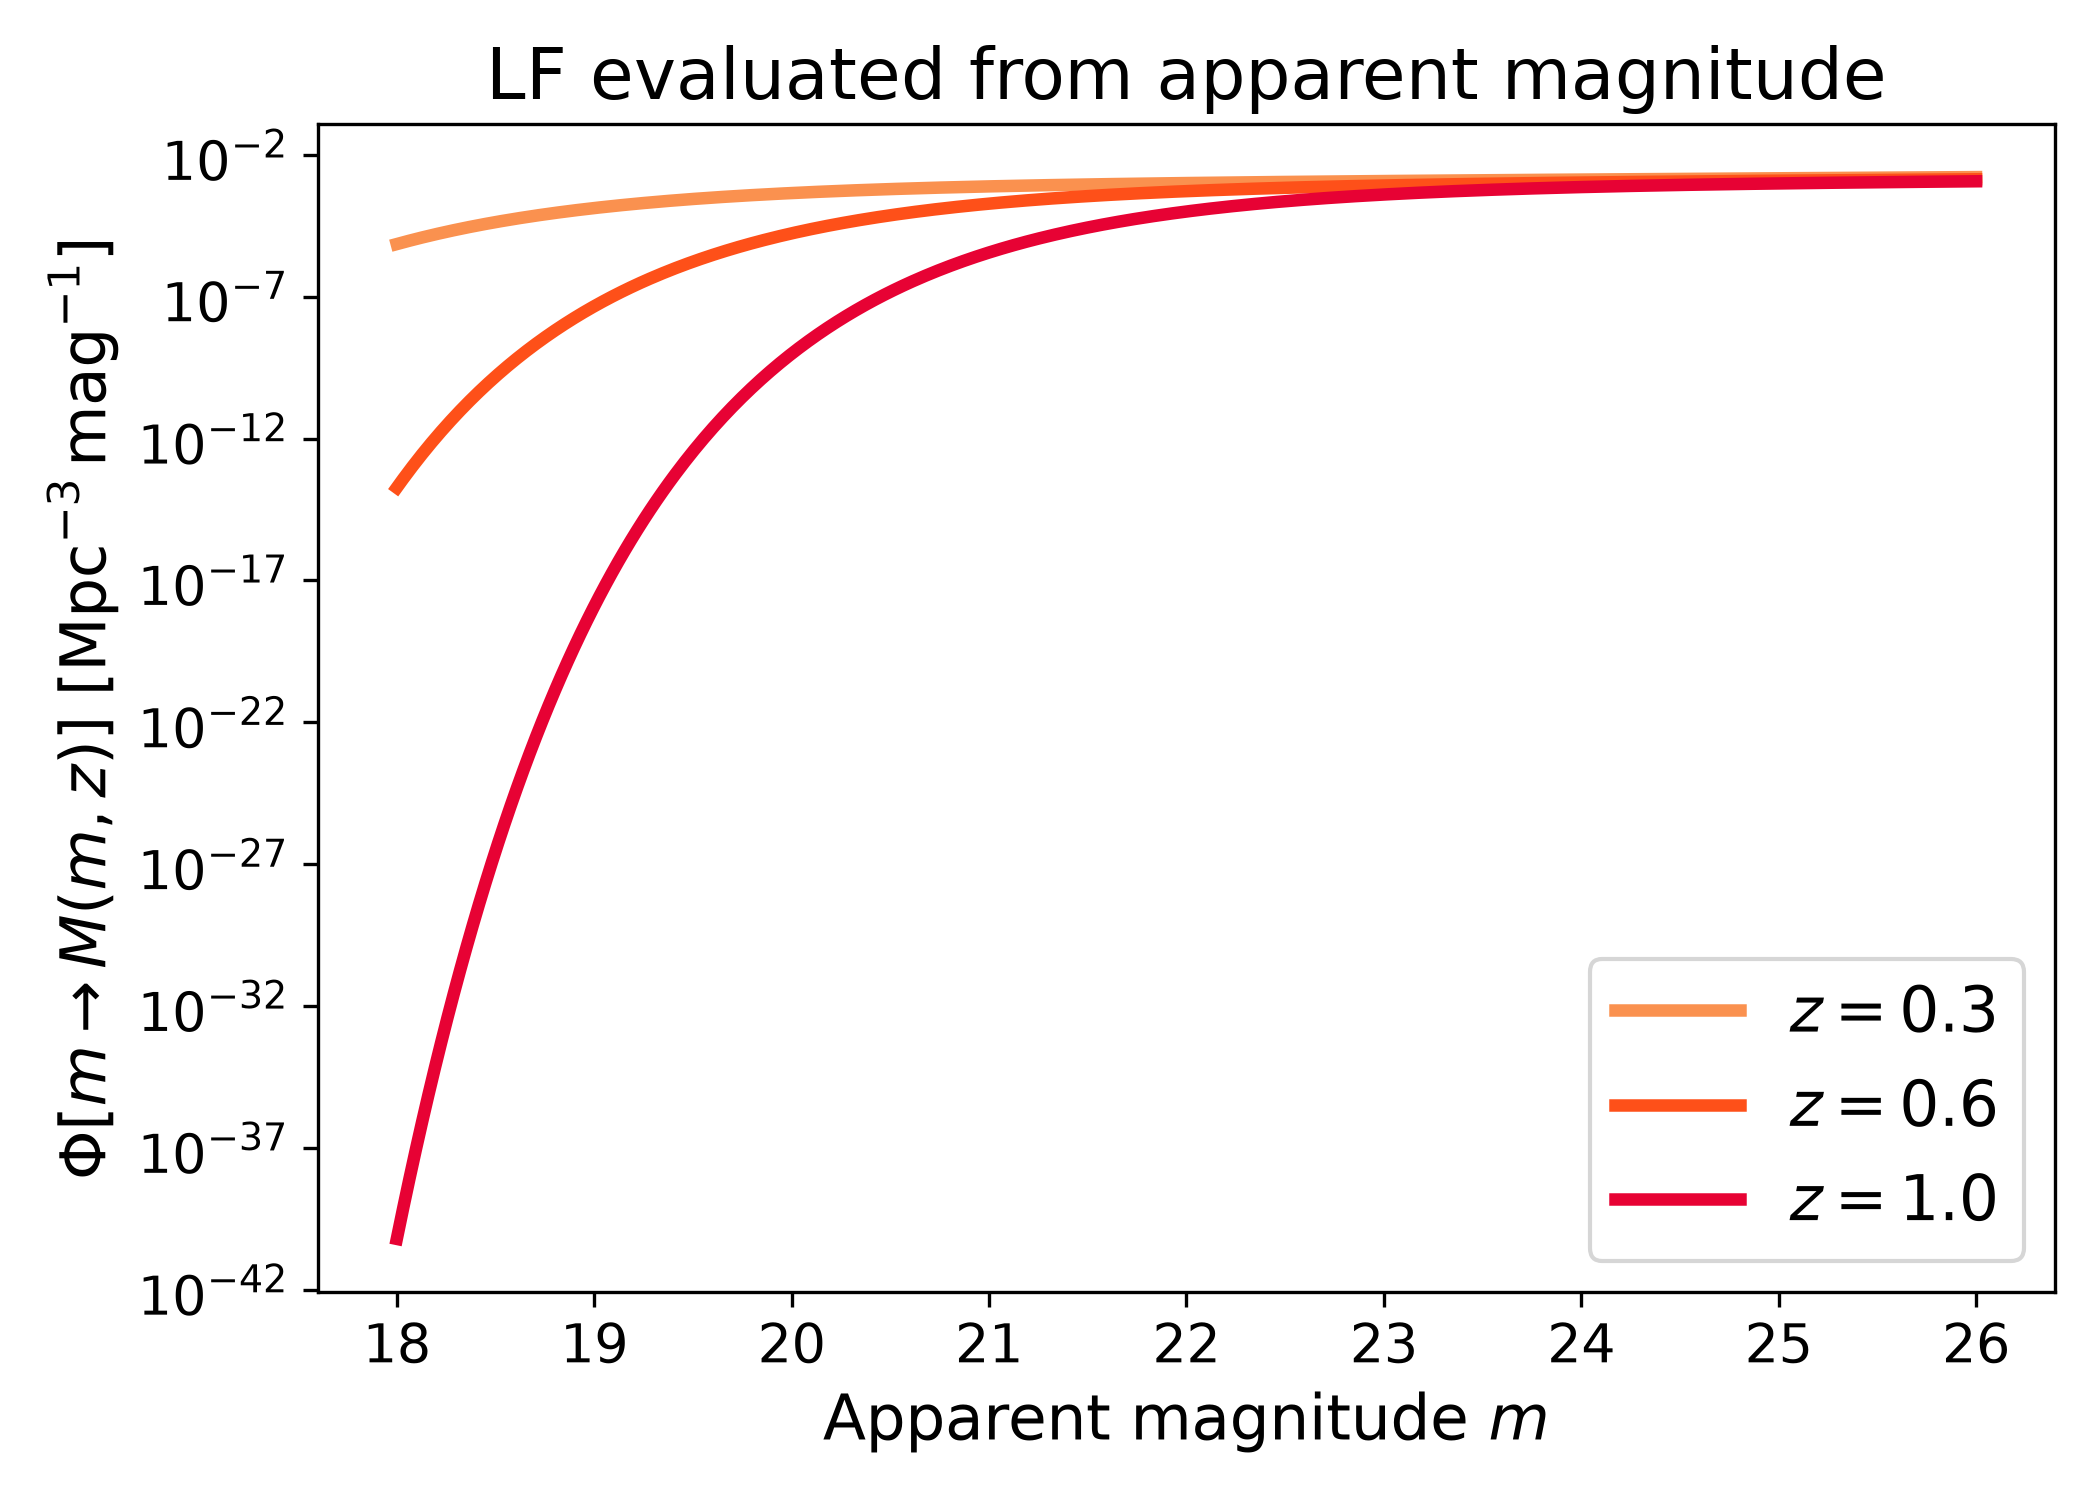 LF evaluated from apparent magnitude
Φ[m → M(m, z)] [Mpc⁻³ mag⁻¹]
10⁻²
10⁻⁷
10⁻¹²
10⁻¹⁷
10⁻²²
10⁻²⁷
10⁻³²
10⁻³⁷
10⁻⁴²
z = 0.3
z = 0.6
z = 1.0
18 19 20 21 22 23 24 25 26
Apparent magnitude m